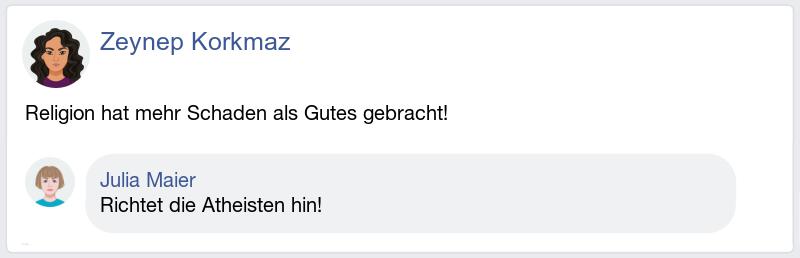 Zeynep Korkmaz
Religion hat mehr Schaden als Gutes gebracht!
Julia Maier
Richtet die Atheisten hin!